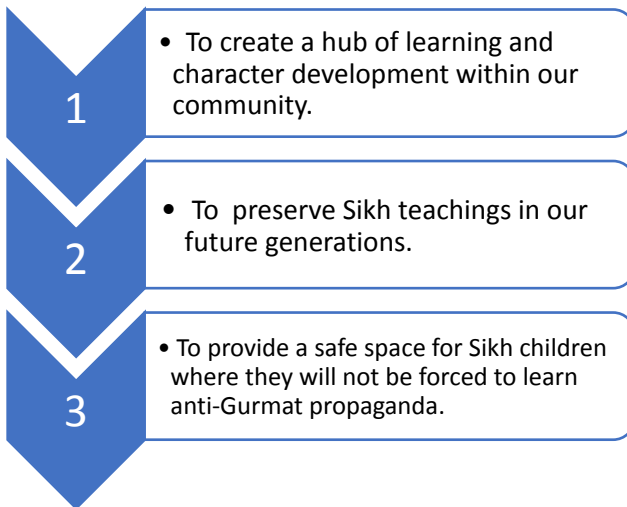 1
• To create a hub of learning and
character development within our
community.
2
• To preserve Sikh teachings in our
future generations.
3
• To provide a safe space for Sikh children
where they will not be forced to learn
anti-Gurmat propaganda.